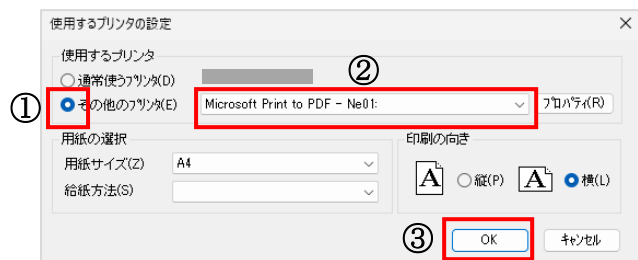 使用するプリンタの設定
使用するプリンタ
②
通常使うﾌﾟﾘﾝﾀ(D)
①
その他のﾌﾟﾘﾝﾀ(E)
Microsoft Print to PDF - Ne01:
ﾌﾟﾛﾊﾟﾃｨ(R)
用紙の選択
印刷の向き
用紙サイズ(Z)
A4
給紙方法(S)
A
縦(P)
A
横(L)
③
OK
ｷｬﾝｾﾙ